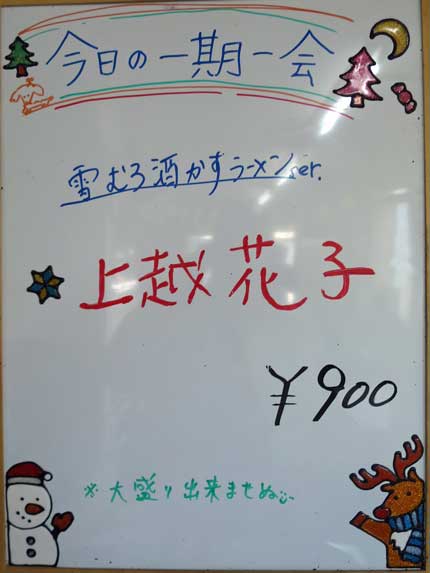 今日の一期一会
雪むろ酒かすラーメンver.
上越花子
¥900
※大盛り出来ませぬ